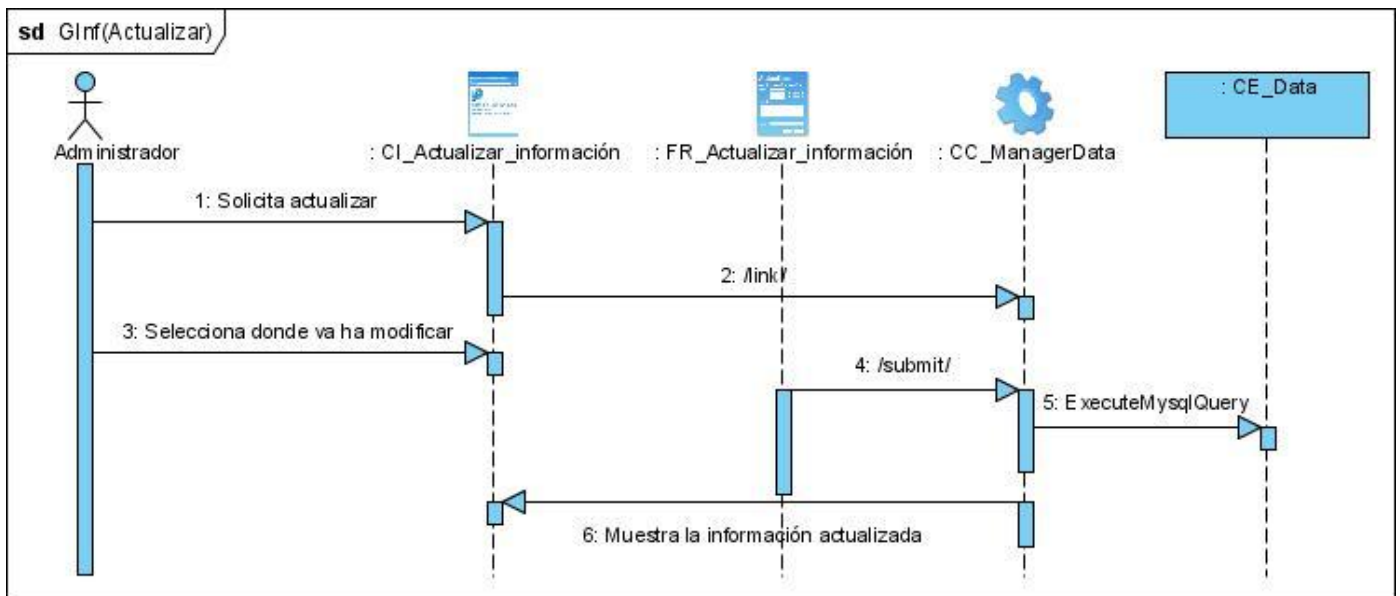 sd GInf(Actualizar)
Administrador
: CI_Actualizar_información
: FR_Actualizar_información
: CC_ManagerData
: CE_Data
1: Solicita actualizar
2: /link/
3: Selecciona donde va ha modificar
4: /submit/
5: ExecuteMysqlQuery
6: Muestra la información actualizada